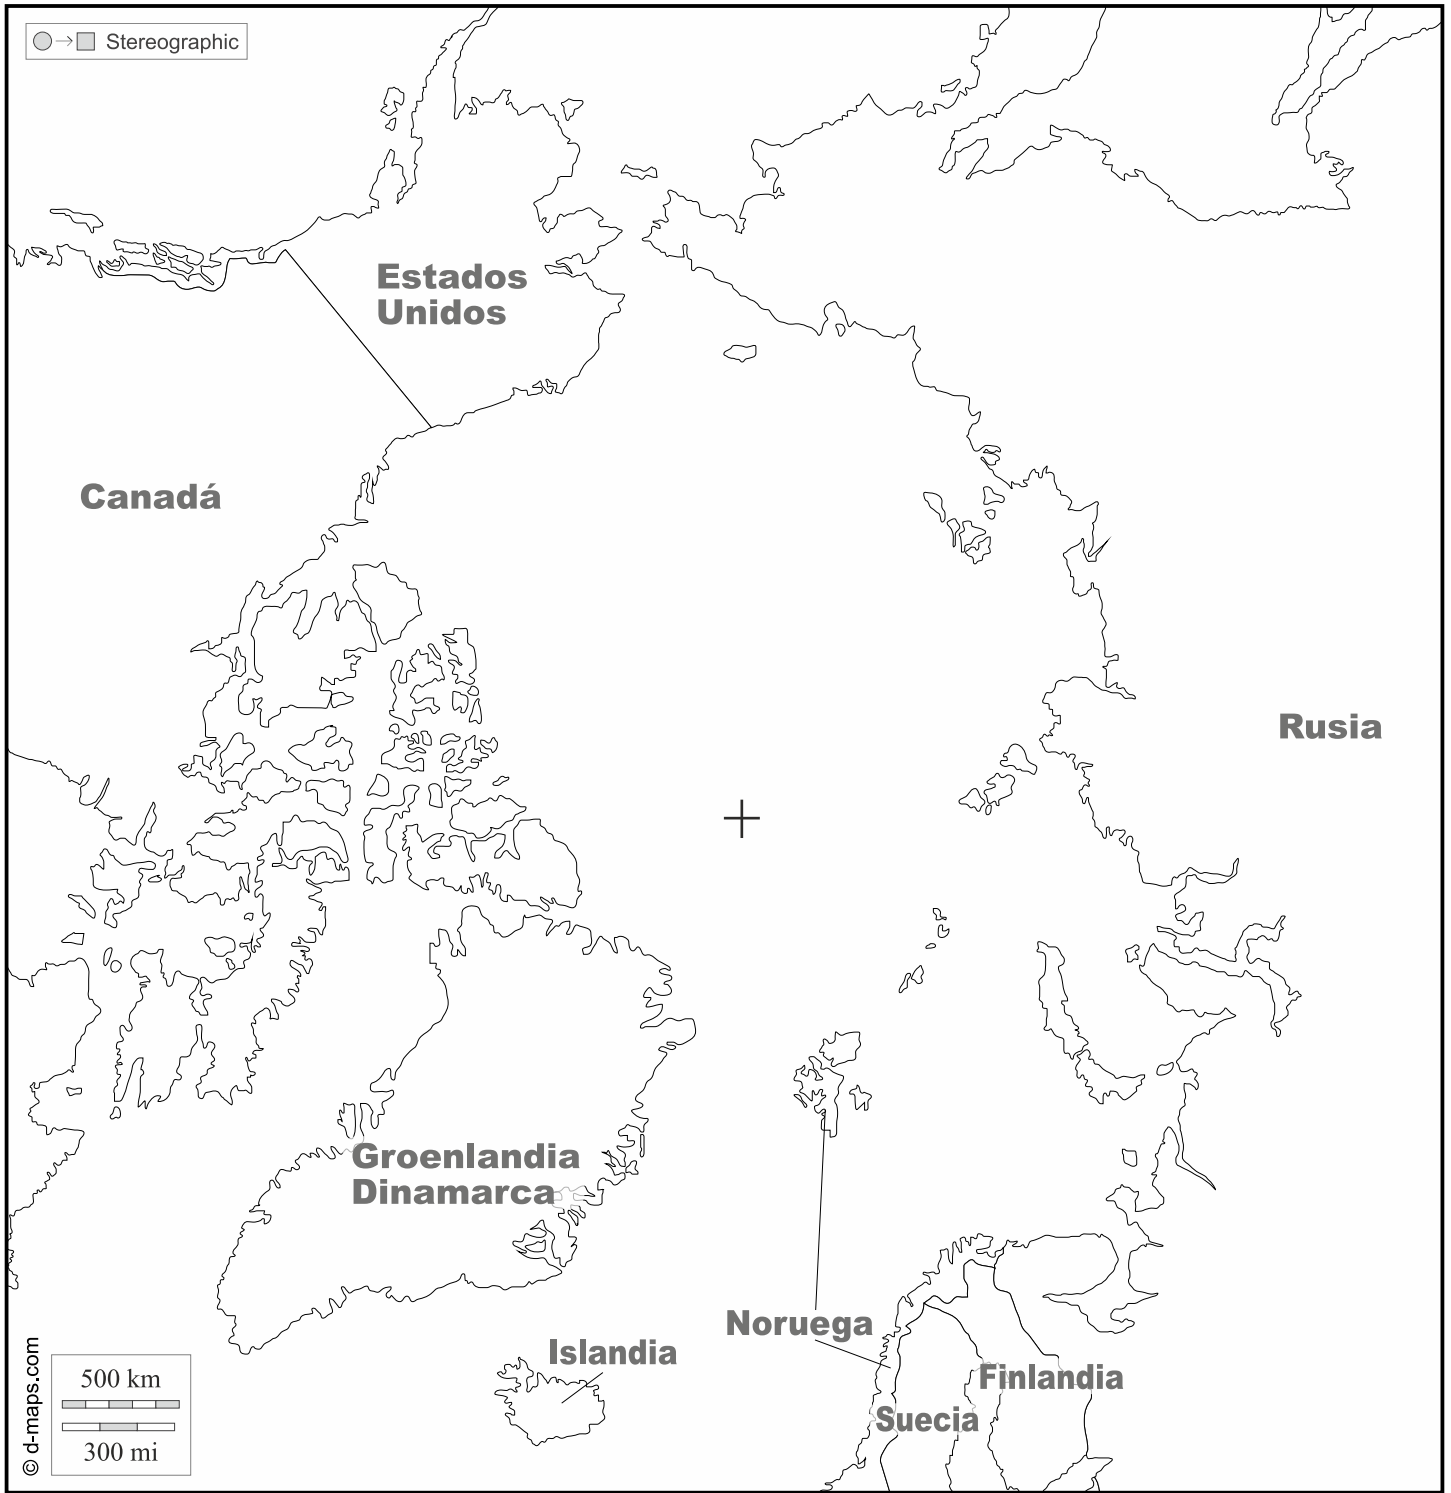 Stereographic
Estados
Unidos
Canadá
Rusia
Groenlandia
Dinamarca
Noruega
Islandia
Finlandia
Suecia
500 km
300 mi
© d-maps.com